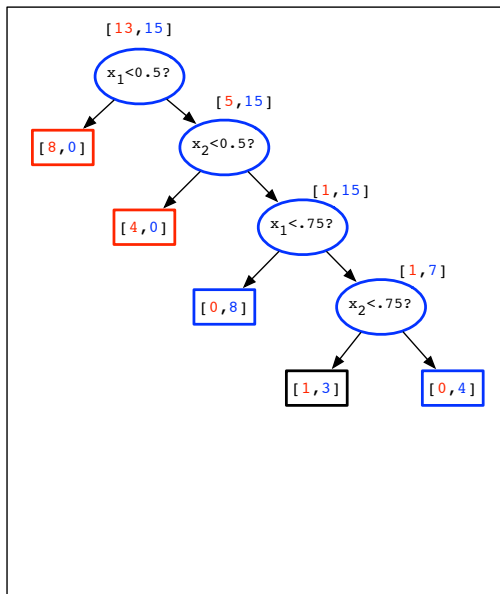 [13,15]
x1<0.5?
[5,15]
[8,0]
x2<0.5?
[1,15]
[4,0]
x1<.75?
[1,7]
[0,8]
x2<.75?
[1,3]
[0,4]